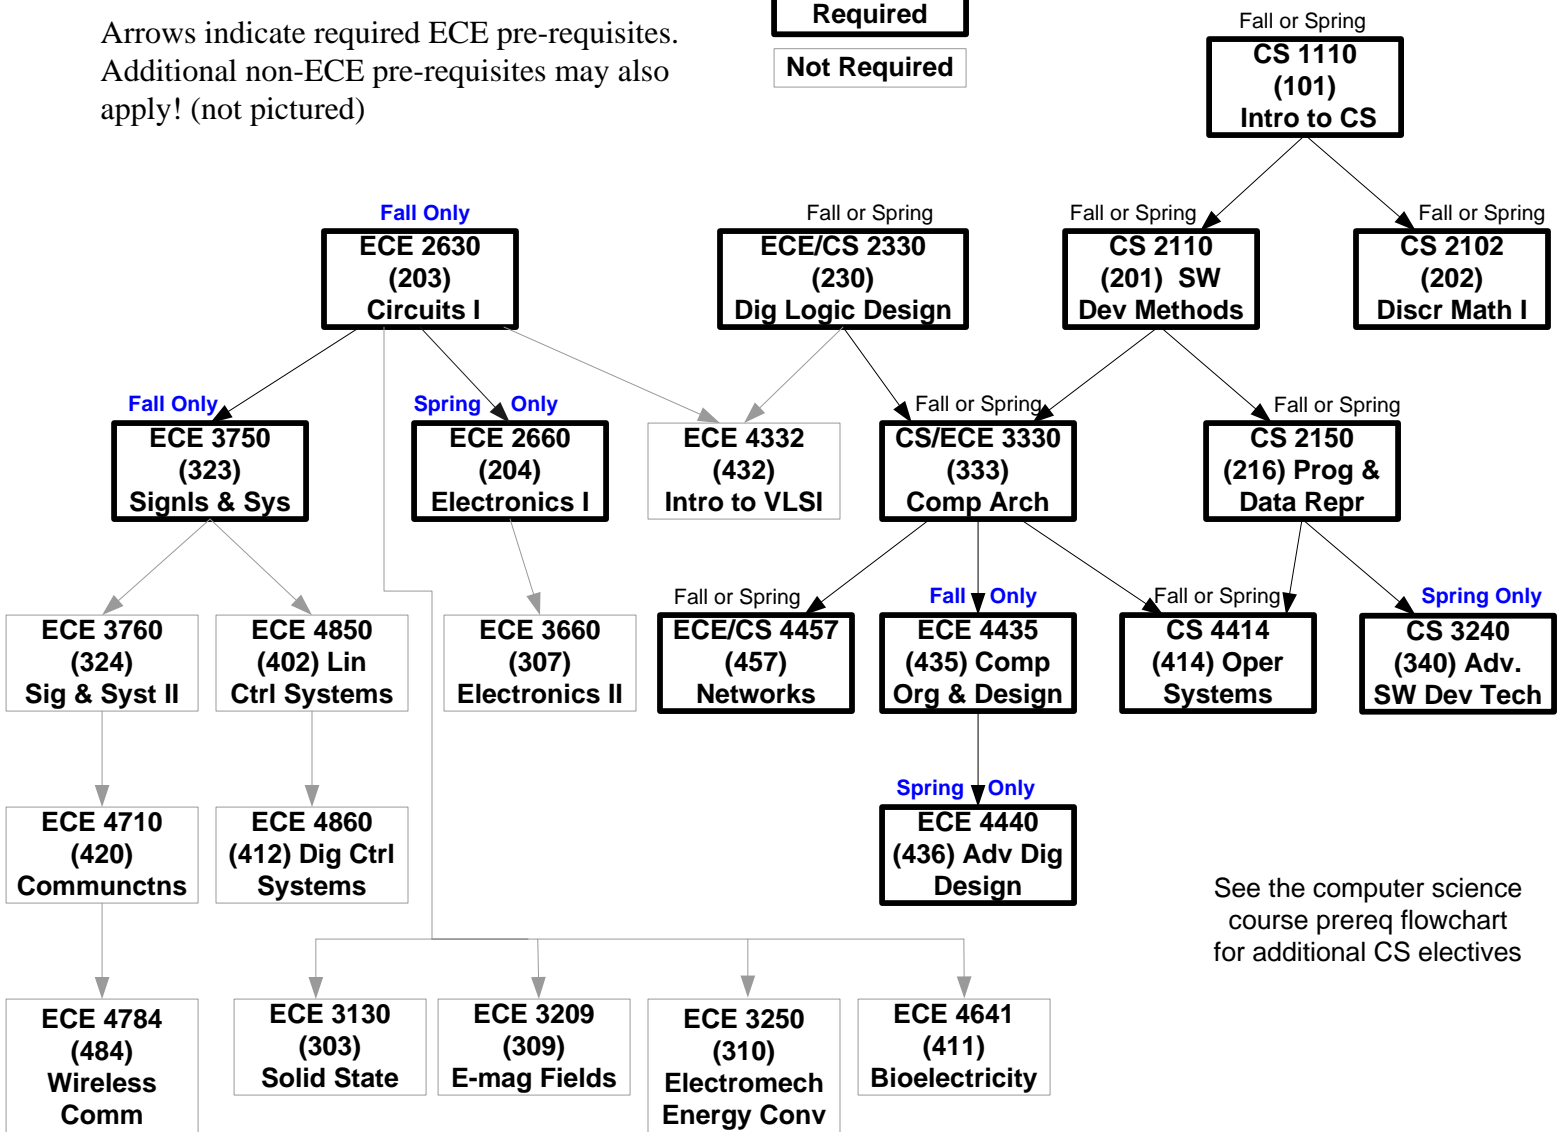 Required
Not Required
Arrows indicate required ECE pre-requisites.
Additional non-ECE pre-requisites may also
apply! (not pictured)
Fall or Spring
CS 1110
(101)
Intro to CS
Fall Only
ECE 2630
(203)
Circuits I
Fall or Spring
ECE/CS 2330
(230)
Dig Logic Design
Fall or Spring
CS 2110
(201) SW
Dev Methods
Fall or Spring
CS 2102
(202)
Discr Math I
Fall Only
ECE 3750
(323)
Signls & Sys
Spring Only
ECE 2660
(204)
Electronics I
ECE 4332
(432)
Intro to VLSI
Fall or Spring
CS/ECE 3330
(333)
Comp Arch
Fall or Spring
CS 2150
(216) Prog &
Data Repr
ECE 3760
(324)
Sig & Syst II
ECE 4850
(402) Lin
Ctrl Systems
ECE 3660
(307)
Electronics II
Fall or Spring
ECE/CS 4457
(457)
Networks
Fall Only
ECE 4435
(435) Comp
Org & Design
Fall or Spring
CS 4414
(414) Oper
Systems
Spring Only
CS 3240
(340) Adv.
SW Dev Tech
ECE 4710
(420)
Communctns
ECE 4860
(412) Dig Ctrl
Systems
Spring Only
ECE 4440
(436) Adv Dig
Design
See the computer science
course prereq flowchart
for additional CS electives
ECE 4784
(484)
Wireless
Comm
ECE 3130
(303)
Solid State
ECE 3209
(309)
E-mag Fields
ECE 3250
(310)
Electromech
Energy Conv
ECE 4641
(411)
Bioelectricity